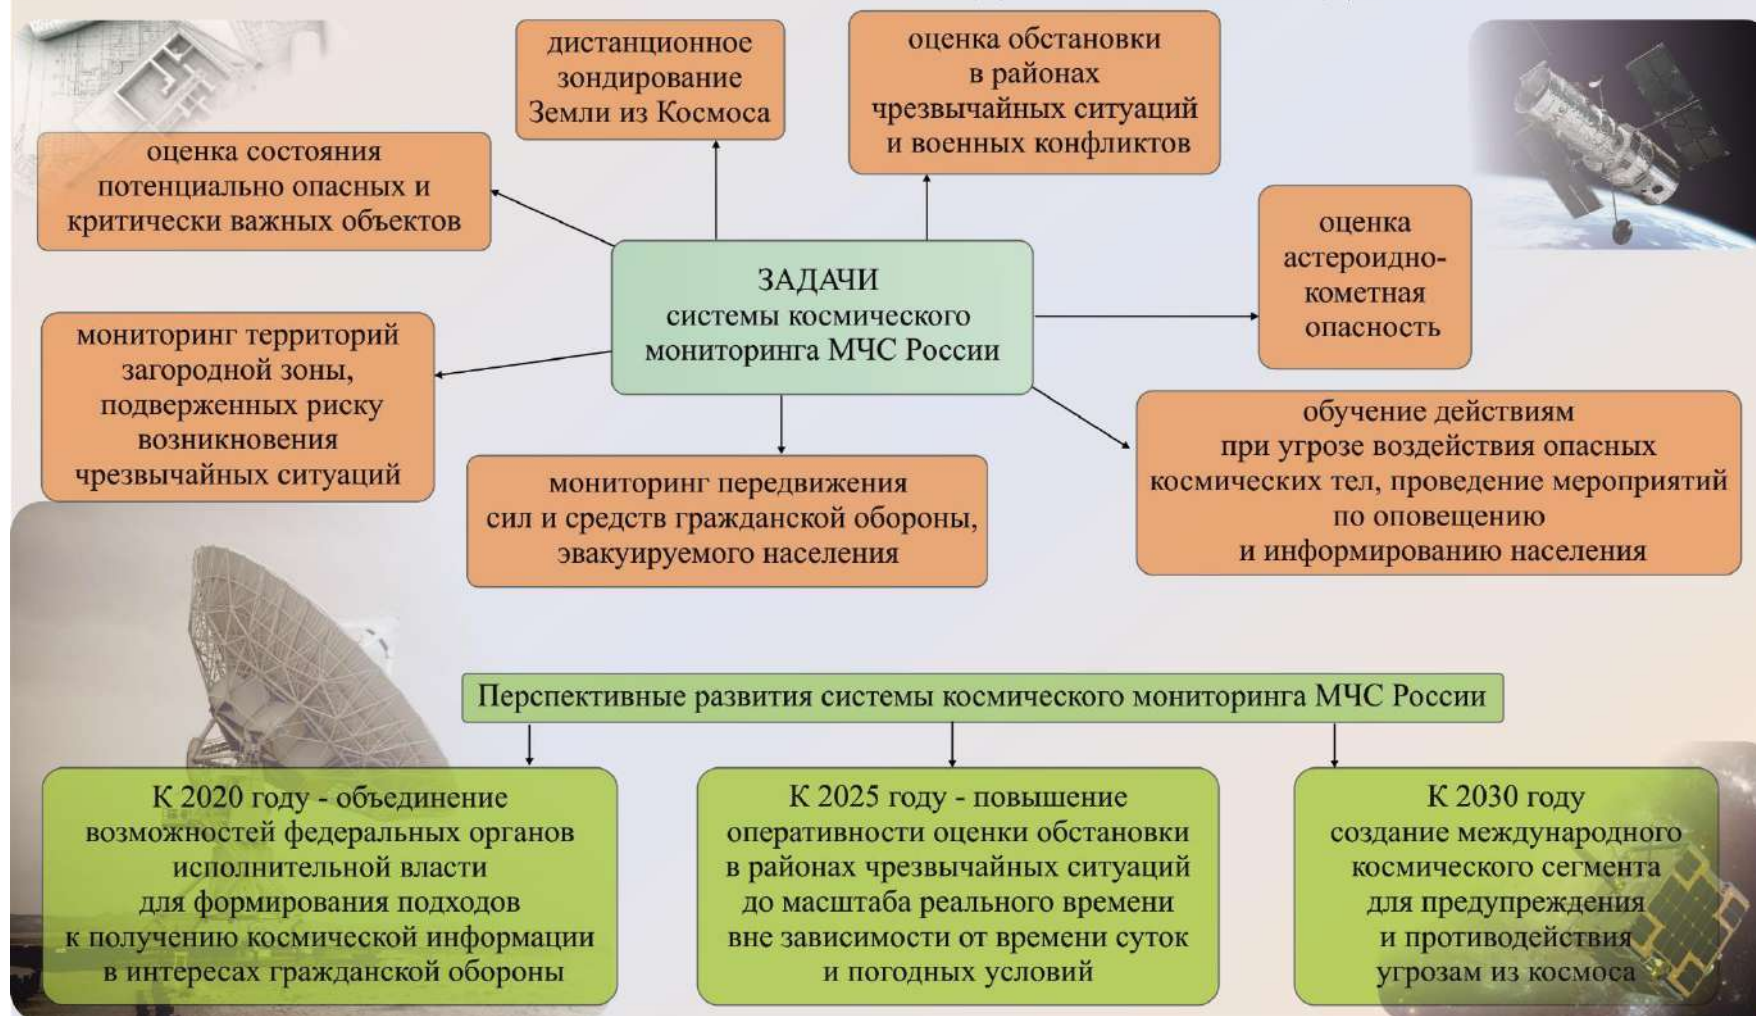 дистанционное
зондирование
Земли из Космоса
оценка обстановки
в районах
чрезвычайных ситуаций
и военных конфликтов
оценка состояния
потенциально опасных и
критически важных объектов
оценка
астероидно-
кометная
опасность
ЗАДАЧИ
системы космического
мониторинга МЧС России
мониторинг территорий
загородной зоны,
подверженных риску
возникновения
чрезвычайных ситуаций
обучение действиям
при угрозе воздействия опасных
космических тел, проведение мероприятий
по оповещению
и информированию населения
мониторинг передвижения
сил и средств гражданской обороны,
эвакуируемого населения
Перспективные развития системы космического мониторинга МЧС России
К 2020 году - объединение
возможностей федеральных органов
исполнительной власти
для формирования подходов
к получению космической информации
в интересах гражданской обороны
К 2025 году - повышение
оперативности оценки обстановки
в районах чрезвычайных ситуаций
до масштаба реального времени
вне зависимости от времени суток
и погодных условий
К 2030 году
создание международного
космического сегмента
для предупреждения
и противодействия
угрозам из космоса